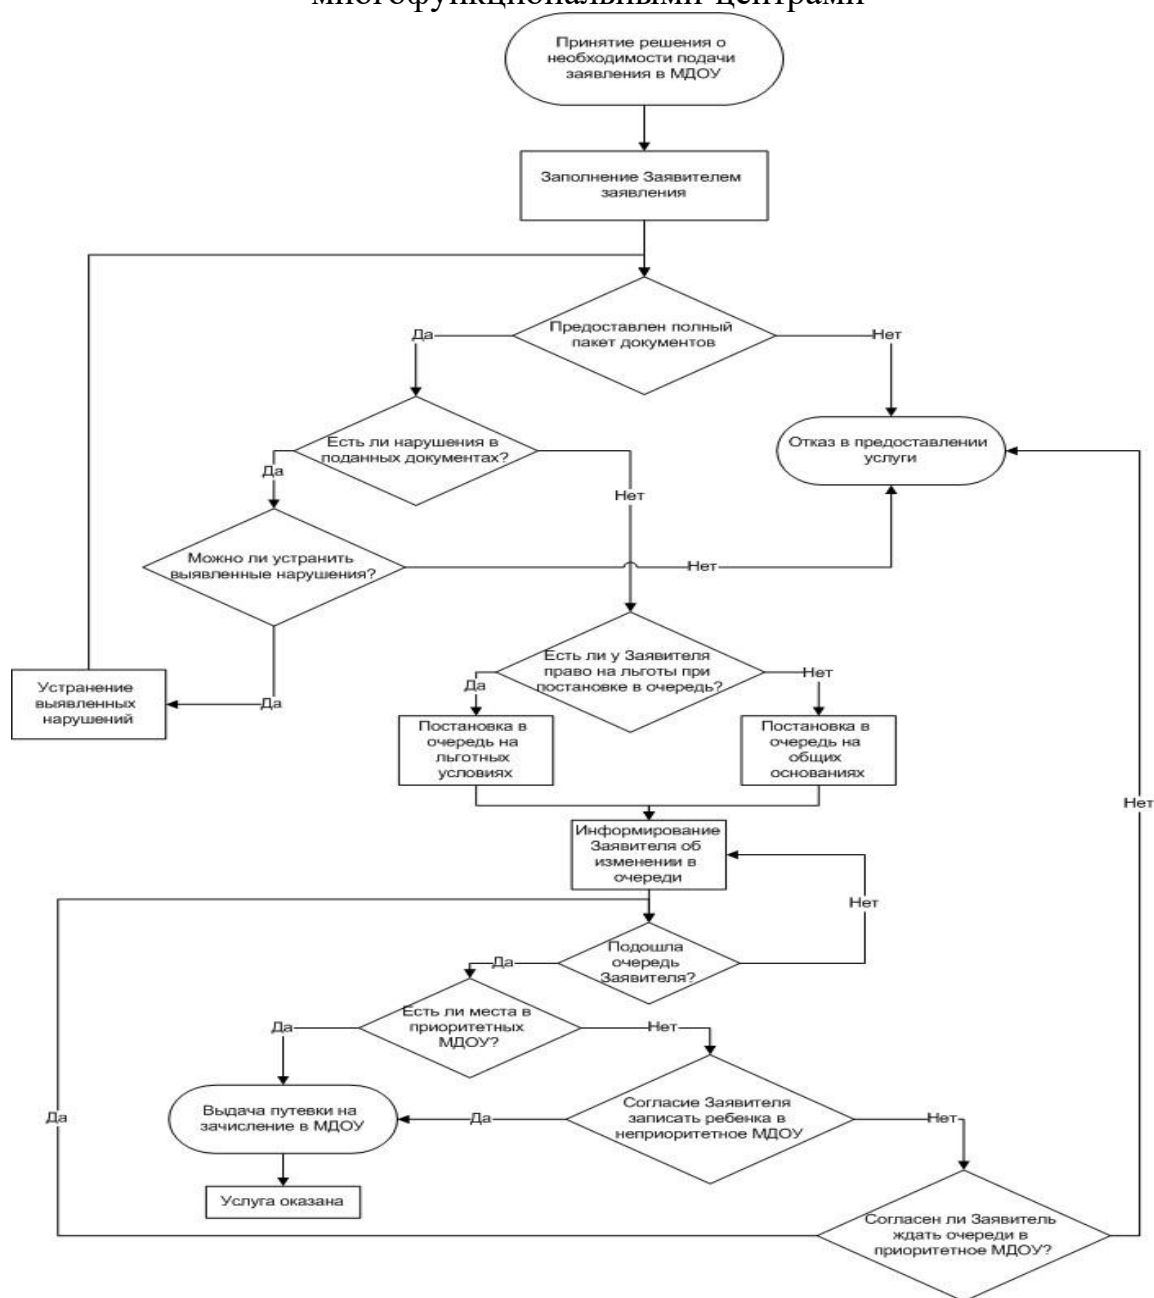 многофункциональными центрами
Принятие решения о
необходимости подачи
заявления в МДОУ
Заполнение Заявителем
заявления
Предоставлен полный
пакет документов
Да
Нет
Есть ли нарушения в
поданных документах?
Отказ в предоставлении
услуги
Да
Нет
Можно ли устранить
выявленные нарушения?
Нет
Есть ли у Заявителя
право на льготы при
постановке в очередь?
Да
Нет
Устранение
выявленных
нарушений
Да
Постановка в
очередь на
льготных
условиях
Постановка в
очередь на
общих
основаниях
Нет
Информирование
Заявителя об
изменении в
очереди
Нет
Подошла
очередь
Заявителя?
Да
Есть ли места в
приоритетных
МДОУ?
Да
Нет
Выдача путевки на
зачисление в МДОУ
Да
Согласие Заявителя
записать ребенка в
неприоритетное МДОУ
Нет
Да
Услуга оказана
Согласен ли Заявитель
ждать очереди в
приоритетное МДОУ?